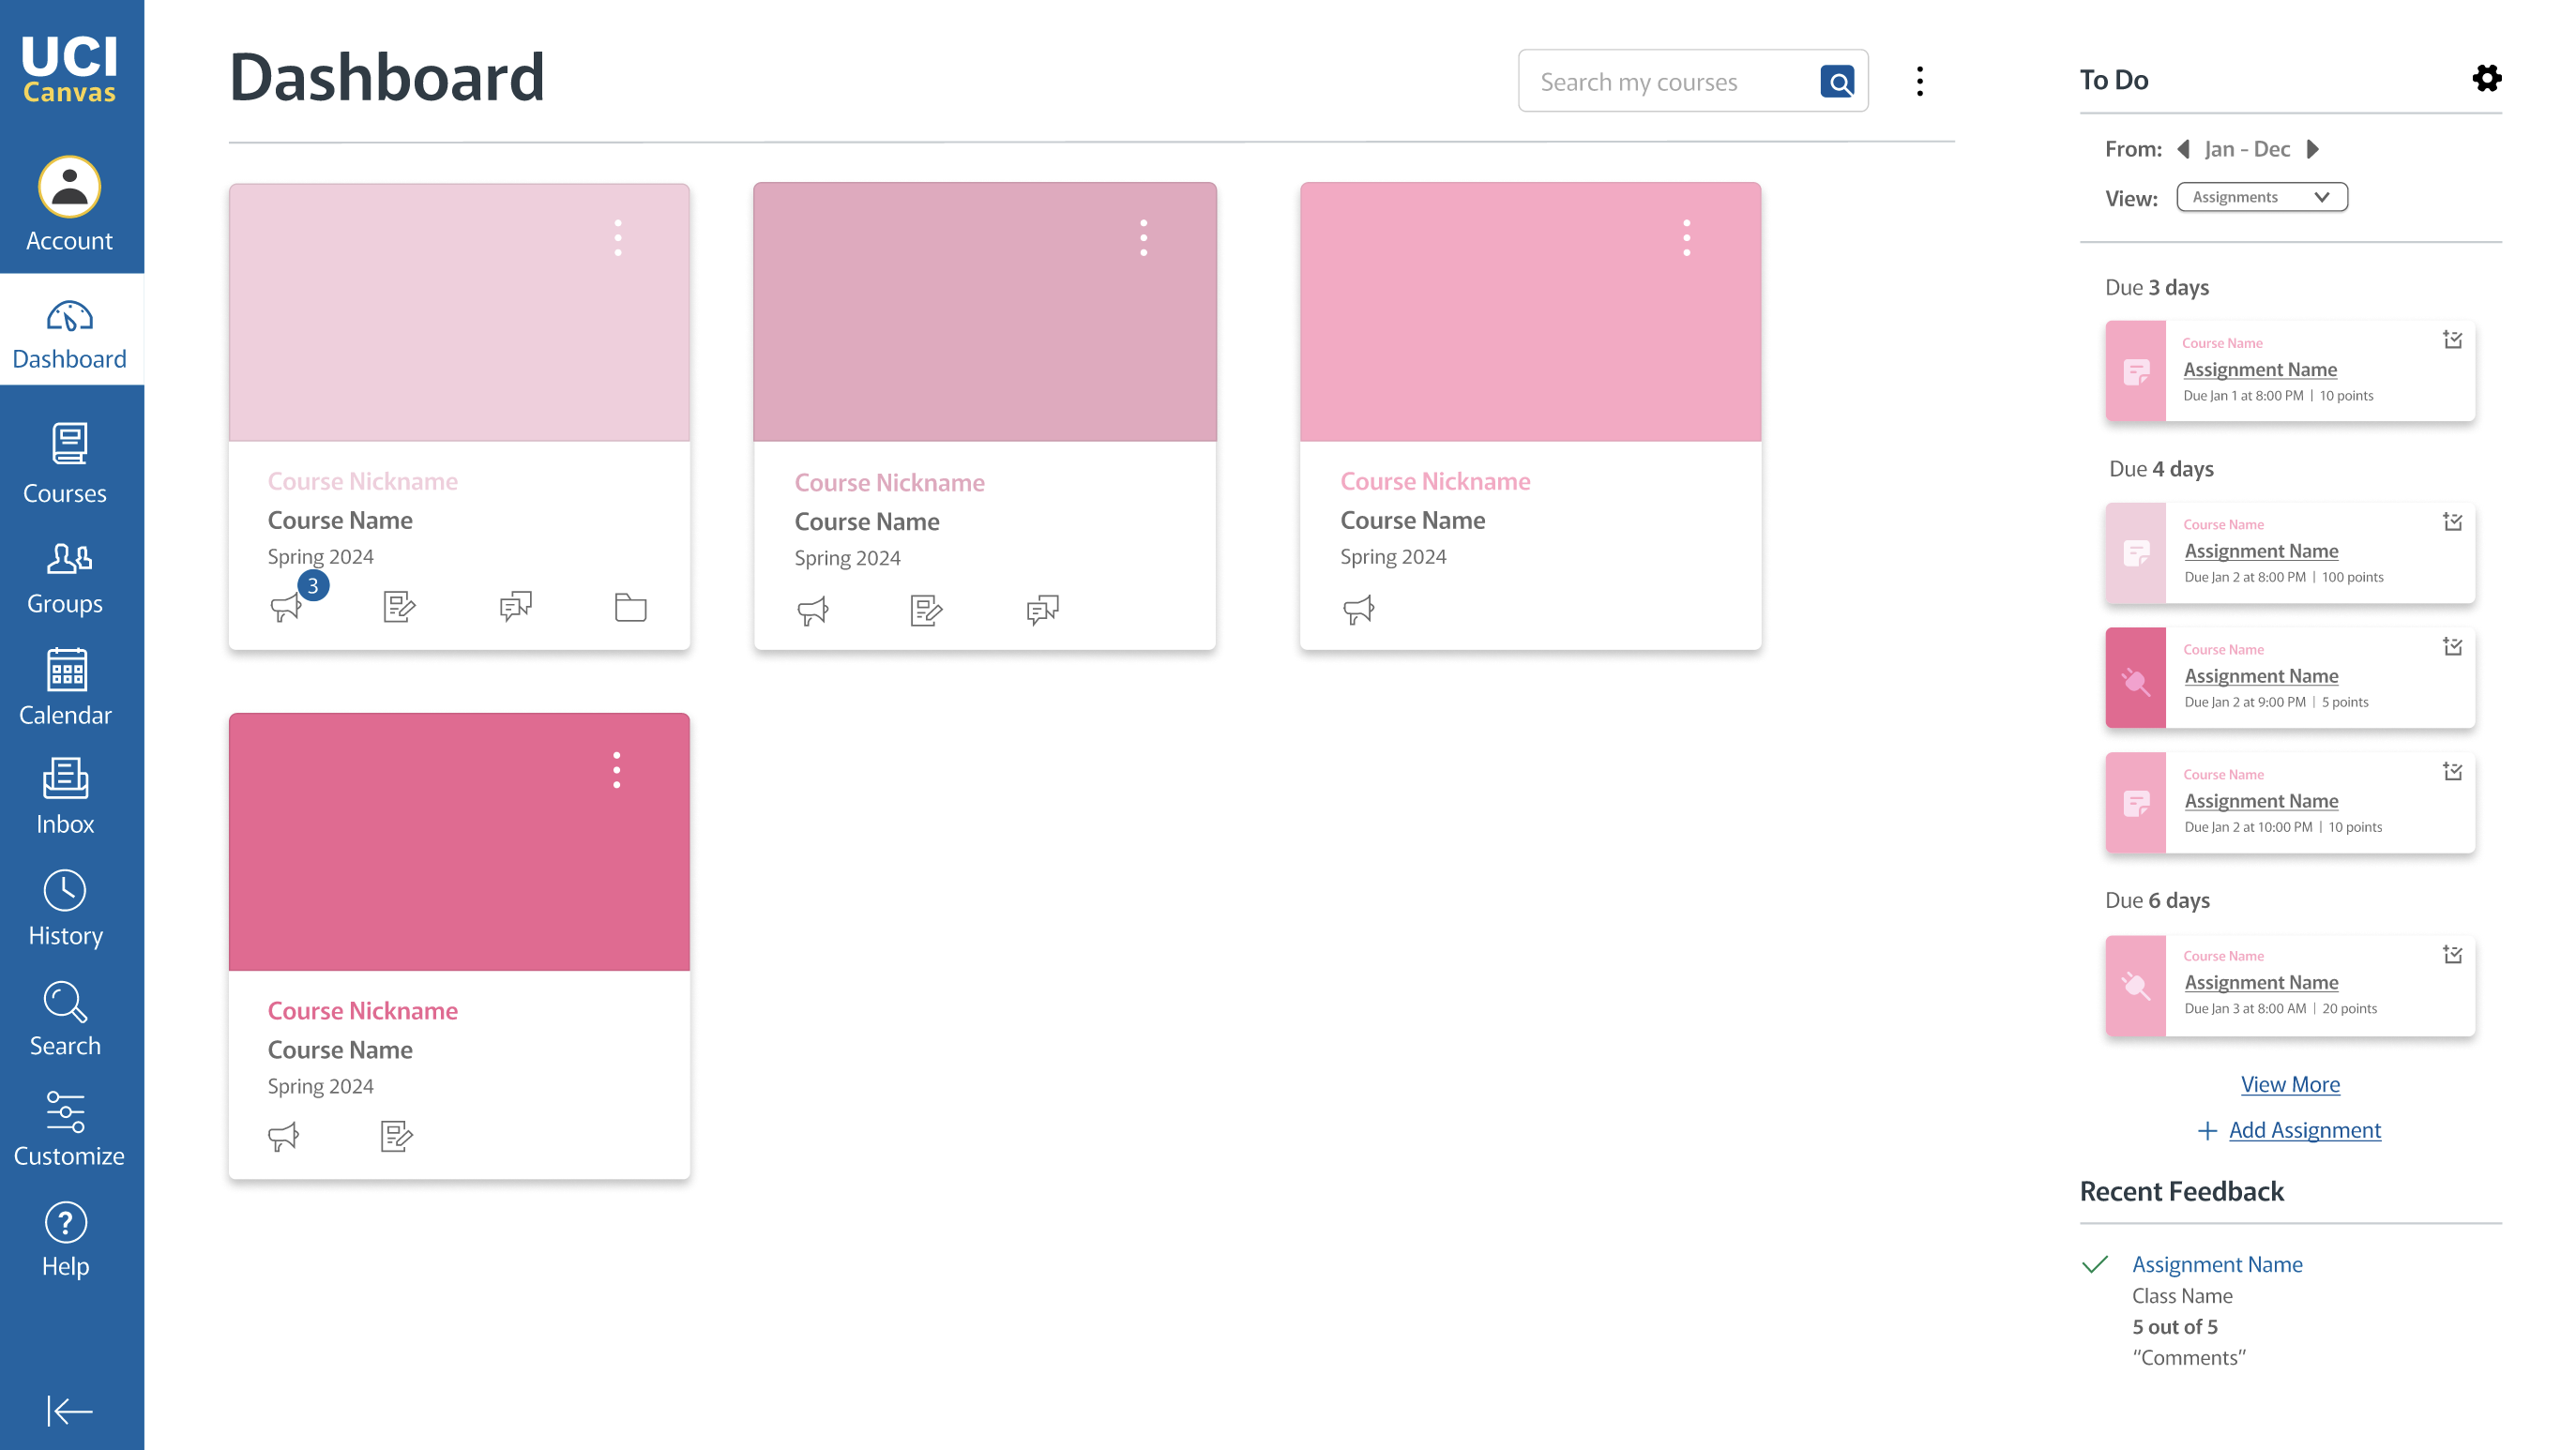 UCI
Canvas
Account
Dashboard
Courses
Groups
Calendar
Inbox
History
Search
Customize
Help
Dashboard
Search my courses
Course Nickname
Course Name
Spring 2024
3
Course Nickname
Course Name
Spring 2024
Course Nickname
Course Name
Spring 2024
Course Nickname
Course Name
Spring 2024
To Do
From: Jan - Dec
View: Assignments
Due 3 days
Course Name
Assignment Name
Due Jan 1 at 8:00 PM | 10 points
Due 4 days
Course Name
Assignment Name
Due Jan 2 at 8:00 PM | 100 points
Course Name
Assignment Name
Due Jan 2 at 9:00 PM | 5 points
Course Name
Assignment Name
Due Jan 2 at 10:00 PM | 10 points
Due 6 days
Course Name
Assignment Name
Due Jan 3 at 8:00 AM | 20 points
View More
+ Add Assignment
Recent Feedback
Assignment Name
Class Name
5 out of 5
“Comments”